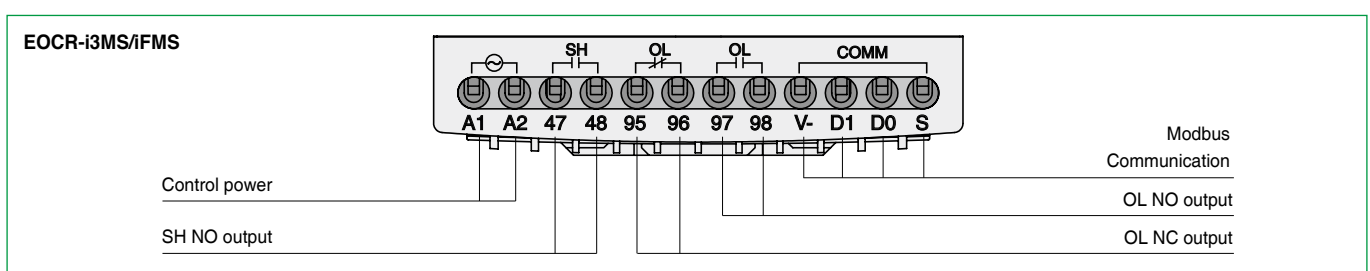 EOCR-i3MS/iFMS
SH OL OL COMM
A1 A2 47 48 95 96 97 98 V- D1 D0 S
Modbus
Communication
Control power
OL NO output
SH NO output
OL NC output